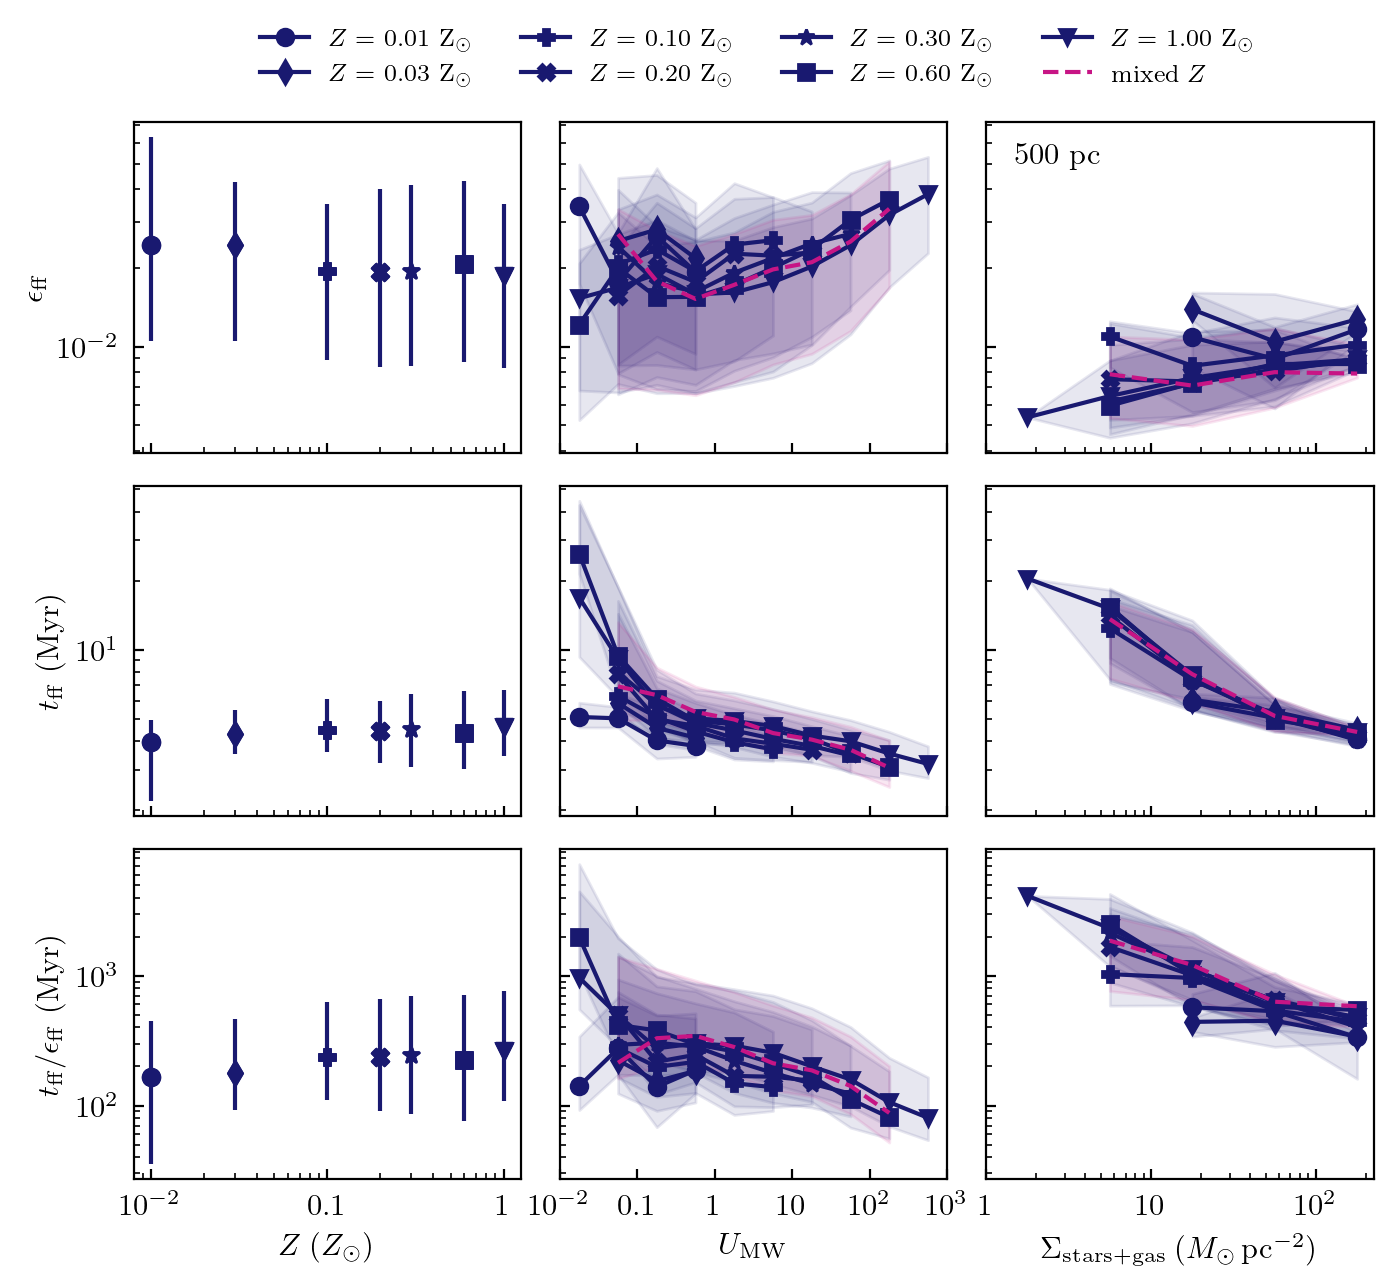 Z = 0.01 Z⊙ Z = 0.10 Z⊙ Z = 0.30 Z⊙ Z = 1.00 Z⊙
Z = 0.03 Z⊙ Z = 0.20 Z⊙ Z = 0.60 Z⊙ mixed Z
500 pc
ϵff
10⁻²
tff (Myr)
10¹
tff/ϵff (Myr)
10³
10²
10⁻² 0.1 1 10⁻² 0.1 1 10 10² 10³ 1 10 10²
Z (Z⊙) UMW Σstars+gas (M⊙ pc⁻²)